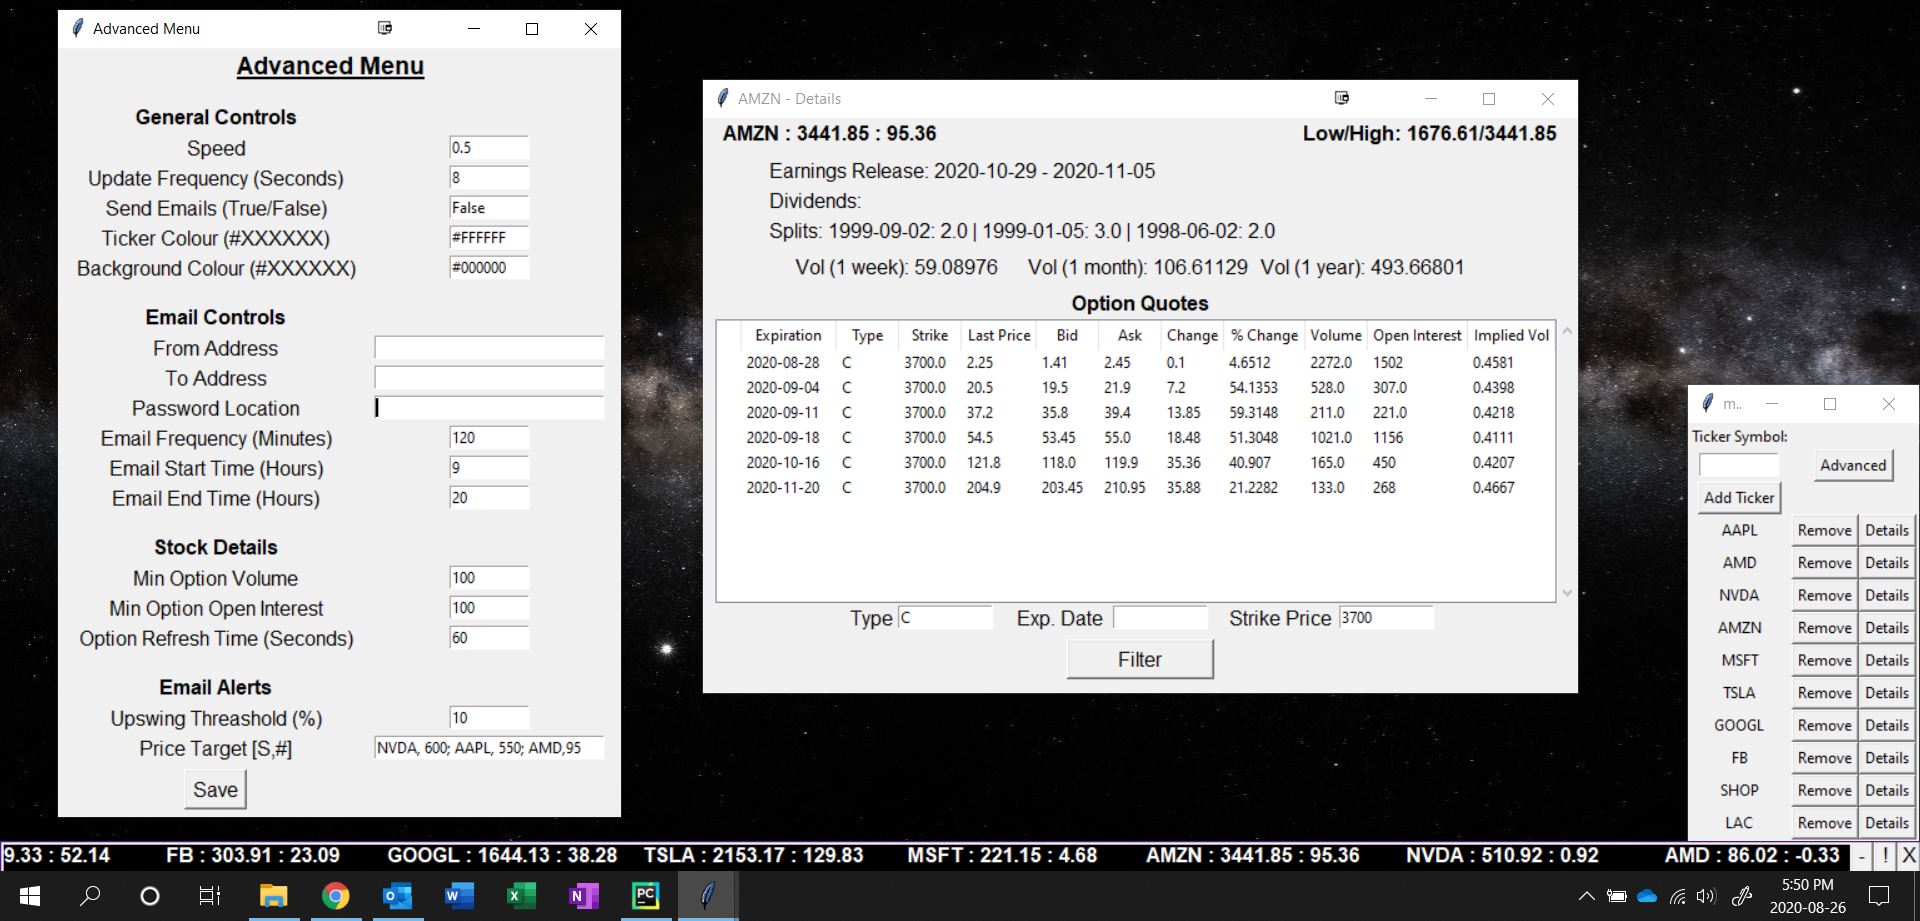 Advanced Menu
Advanced Menu
General Controls
Speed 0.5
Update Frequency (Seconds) 8
Send Emails (True/False) False
Ticker Colour (#XXXXXX) #FFFFFF
Background Colour (#XXXXXX) #000000
Email Controls
From Address
To Address
Password Location
Email Frequency (Minutes) 120
Email Start Time (Hours) 9
Email End Time (Hours) 20
Stock Details
Min Option Volume 100
Min Option Open Interest 100
Option Refresh Time (Seconds) 60
Email Alerts
Upswing Threashold (%) 10
Price Target [S,#] NVDA, 600; AAPL, 550; AMD,95
Save
AMZN - Details
AMZN : 3441.85 : 95.36 Low/High: 1676.61/3441.85
Earnings Release: 2020-10-29 - 2020-11-05
Dividends:
Splits: 1999-09-02: 2.0 | 1999-01-05: 3.0 | 1998-06-02: 2.0
Vol (1 week): 59.08976 Vol (1 month): 106.61129 Vol (1 year): 493.66801
Option Quotes
Expiration Type Strike Last Price Bid Ask Change % Change Volume Open Interest Implied Vol
2020-08-28 C 3700.0 2.25 1.41 2.45 0.1 4.6512 2272.0 1502 0.4581
2020-09-04 C 3700.0 20.5 19.5 21.9 7.2 54.1353 528.0 307.0 0.4398
2020-09-11 C 3700.0 37.2 35.8 39.4 13.85 59.3148 211.0 221.0 0.4218
2020-09-18 C 3700.0 54.5 53.45 55.0 18.48 51.3048 1021.0 1156 0.4111
2020-10-16 C 3700.0 121.8 118.0 119.9 35.36 40.907 165.0 450 0.4207
2020-11-20 C 3700.0 204.9 203.45 210.95 35.88 21.2282 133.0 268 0.4667
Type C Exp. Date Strike Price 3700
Filter
m..
Ticker Symbol:
Advanced
Add Ticker
AAPL Remove Details
AMD Remove Details
NVDA Remove Details
AMZN Remove Details
MSFT Remove Details
TSLA Remove Details
GOOGL Remove Details
FB Remove Details
SHOP Remove Details
LAC Remove Details
9.33 : 52.14 FB : 303.91 : 23.09 GOOGL : 1644.13 : 38.28 TSLA : 2153.17 : 129.83 MSFT : 221.15 : 4.68 AMZN : 3441.85 : 95.36 NVDA : 510.92 : 0.92 AMD : 86.02 : -0.33 - ! X
5:50 PM
2020-08-26